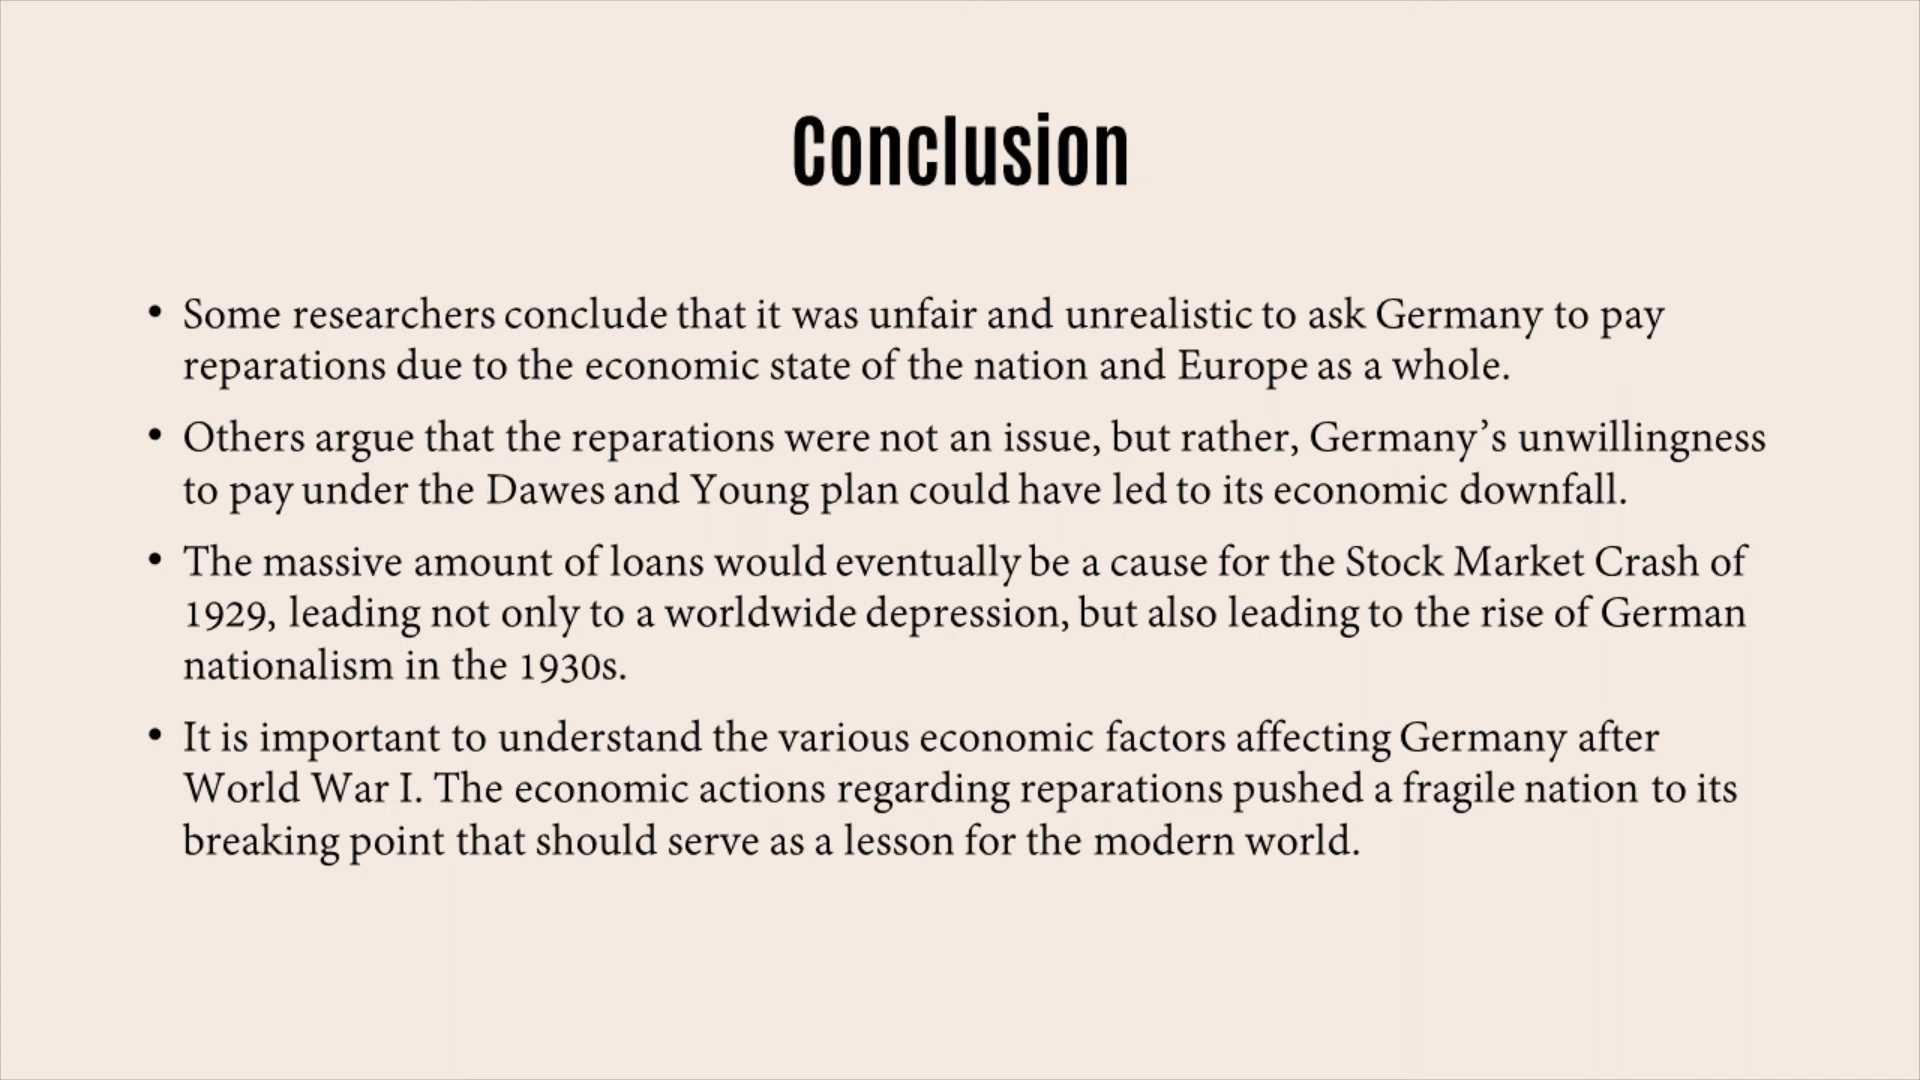 Conclusion
• Some researchers conclude that it was unfair and unrealistic to ask Germany to pay
reparations due to the economic state of the nation and Europe as a whole.
• Others argue that the reparations were not an issue, but rather, Germany’s unwillingness
to pay under the Dawes and Young plan could have led to its economic downfall.
• The massive amount of loans would eventually be a cause for the Stock Market Crash of
1929, leading not only to a worldwide depression, but also leading to the rise of German
nationalism in the 1930s.
• It is important to understand the various economic factors affecting Germany after
World War I. The economic actions regarding reparations pushed a fragile nation to its
breaking point that should serve as a lesson for the modern world.